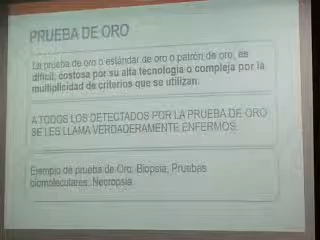 PRUEBA DE ORO
La prueba de oro o estándar de oro o patrón de oro, es
difícil, costosa por su alta tecnología o compleja por la
multiplicidad de criterios que se utilizan.
A TODOS LOS DETECTADOS POR LA PRUEBA DE ORO
SE LES LLAMA VERDADERAMENTE ENFERMOS.
Ejemplo de prueba de Oro: Biopsia, Pruebas
biomoleculares. Necropsia